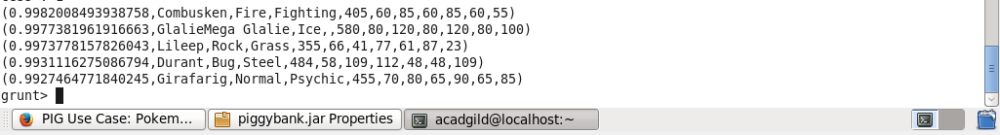 (0.9982008493938758,Combusken,Fire,Fighting,405,60,85,60,85,60,55)
(0.9977381961916663,GlalieMega Glalie,Ice,,580,80,120,80,120,80,100)
(0.9973778157826043,Lileep,Rock,Grass,355,66,41,77,61,87,23)
(0.9931116275086794,Durant,Bug,Steel,484,58,109,112,48,48,109)
(0.9927464771840245,Girafarig,Normal,Psychic,455,70,80,65,90,65,85)
grunt>
PIG Use Case: Pokem... piggybank.jar Properties acadgild@localhost:~